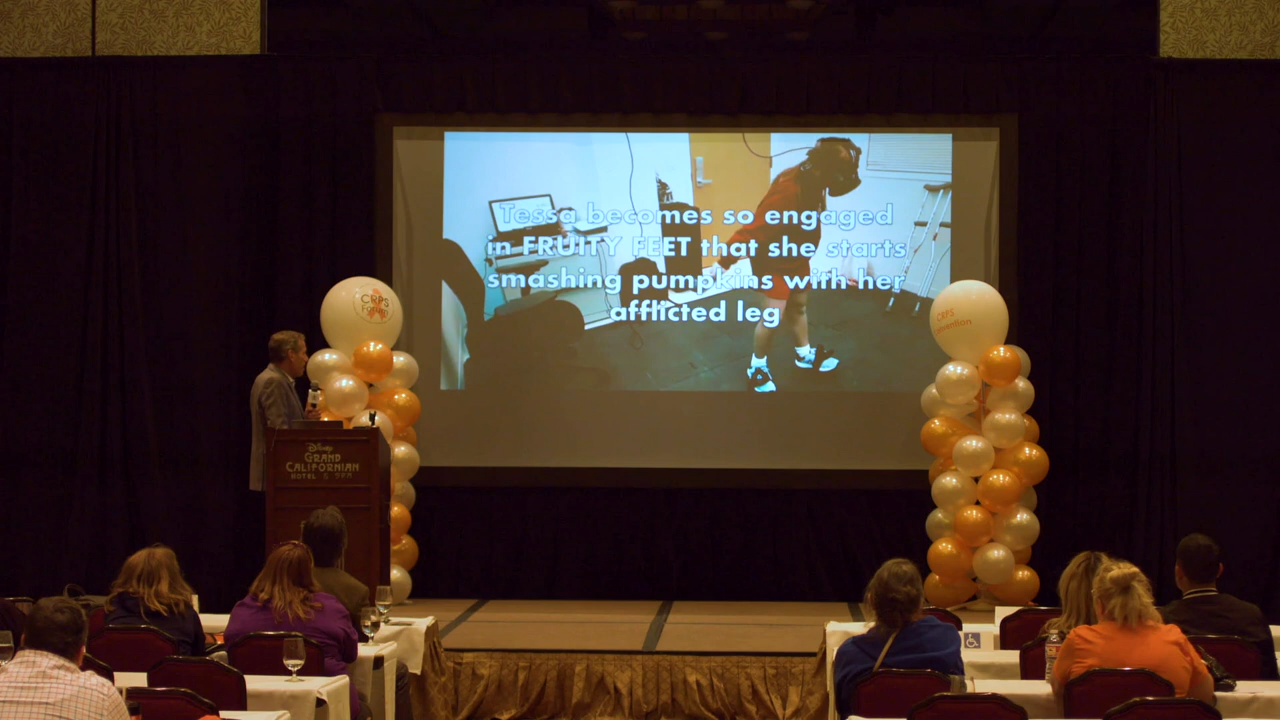 Tessa becomes so engaged
in FRUITY FEET that she starts
smashing pumpkins with her
afflicted leg
CRPS
Forum
CRPS
Disney
GRAND
CALIFORNIAN
HOTEL & SPA